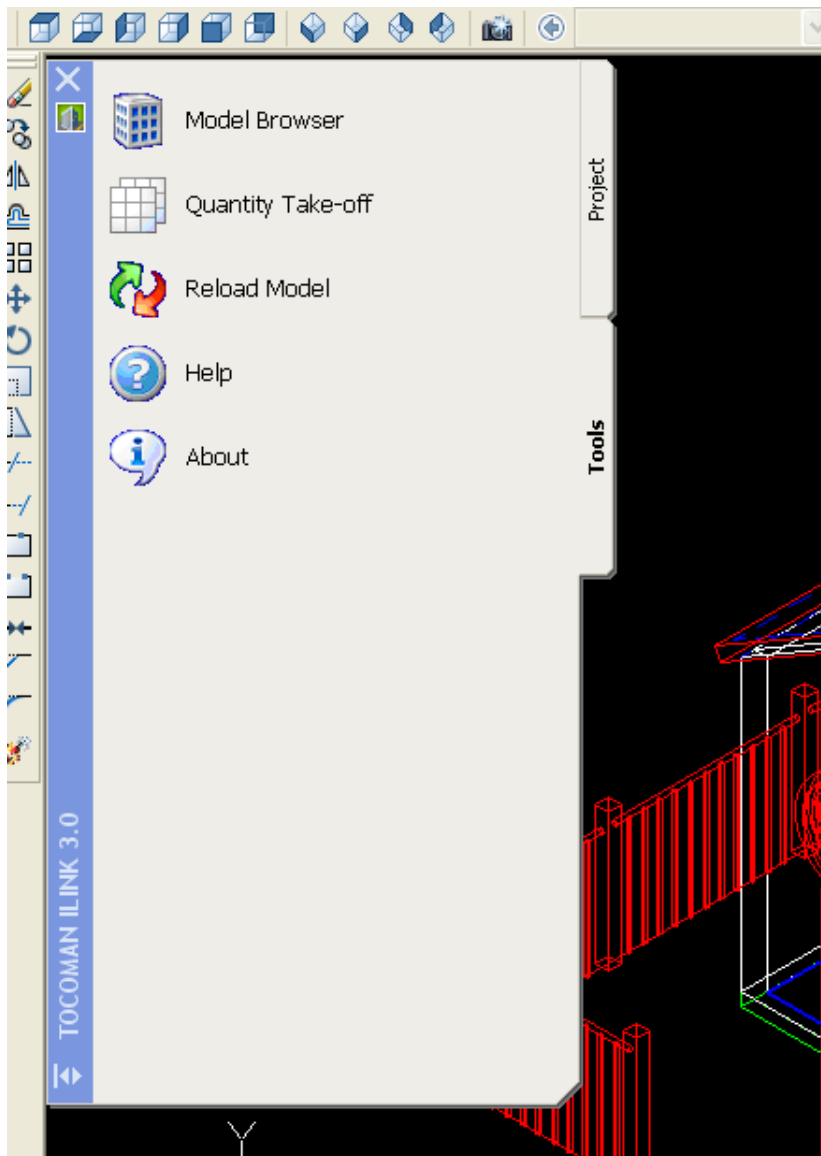 Model Browser
Quantity Take-off
Reload Model
Help
About
Project
Tools
TOCOMAN ILINK 3.0
Y